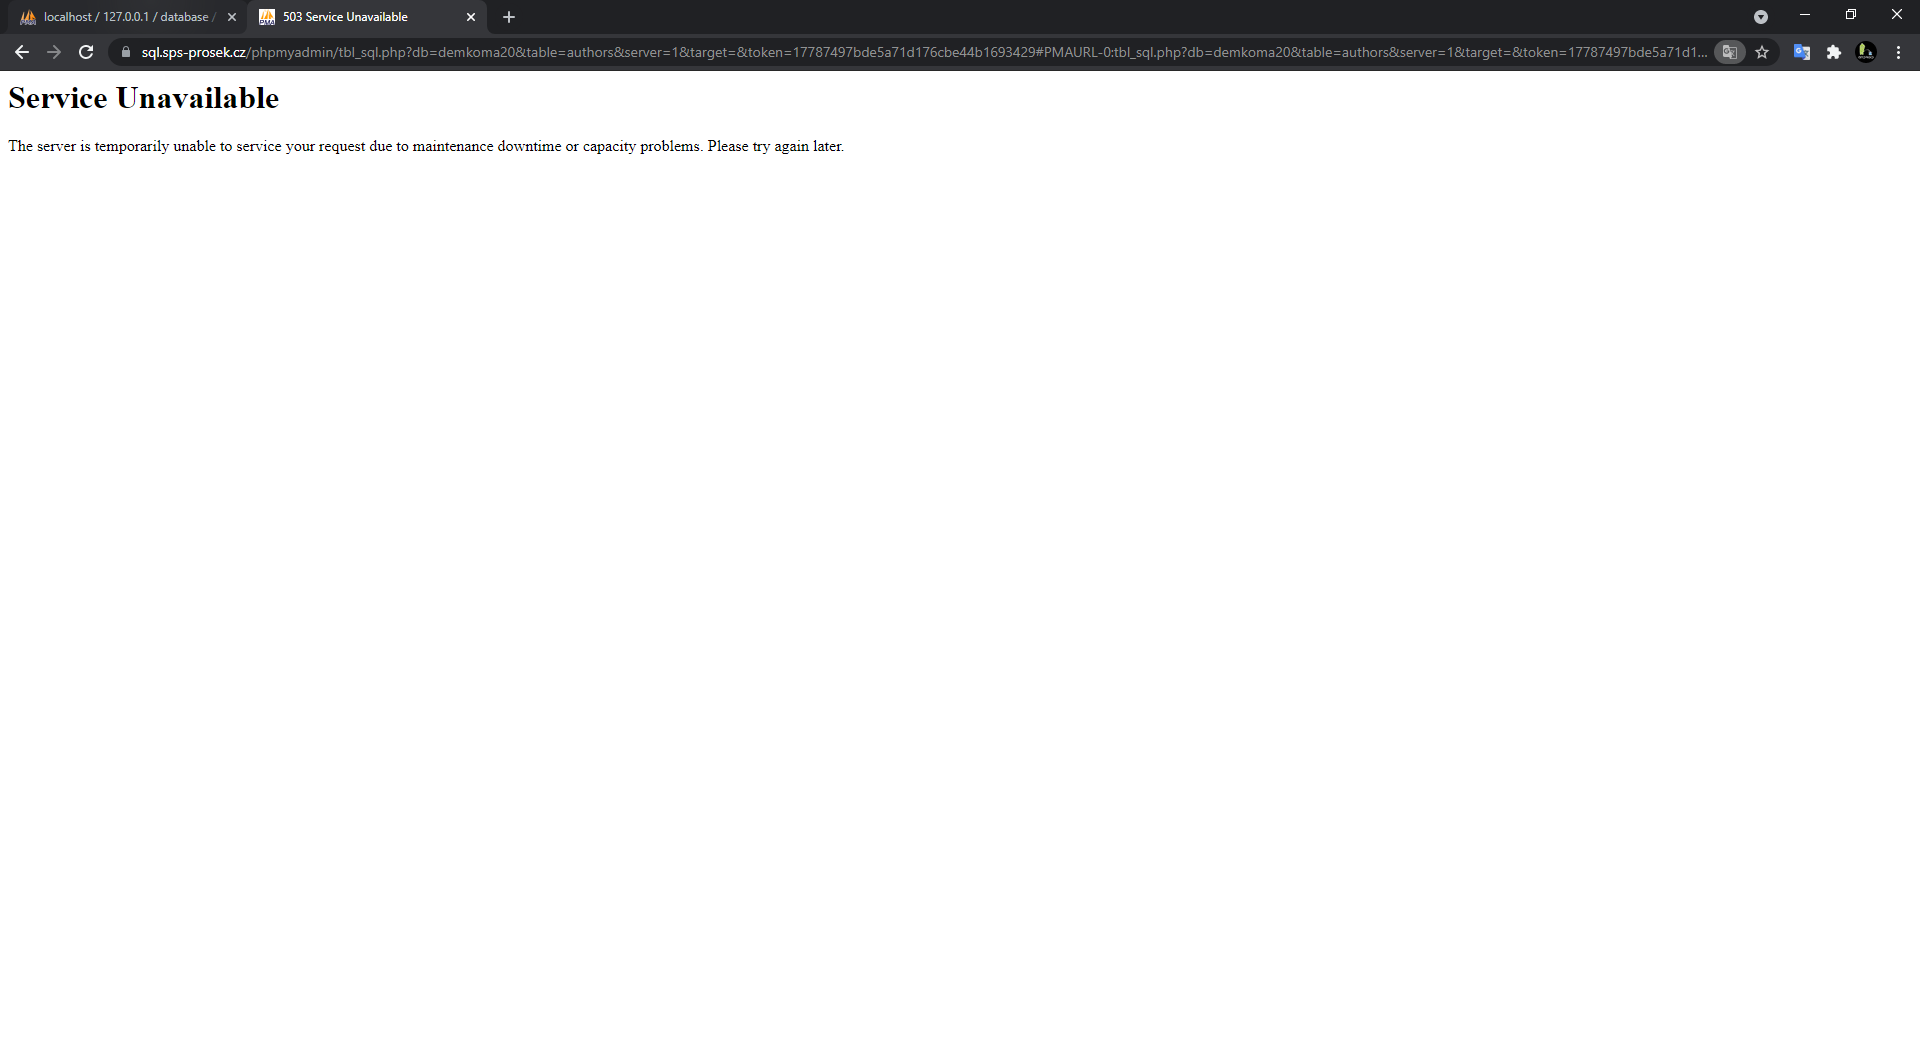 localhost / 127.0.0.1 / database /
503 Service Unavailable
sql.sps-prosek.cz/phpmyadmin/tbl_sql.php?db=demkoma20&table=authors&server=1&target=&token=17787497bde5a71d176cbe44b1693429#PMAURL-0:tbl_sql.php?db=demkoma20&table=authors&server=1&target=&token=17787497bde5a71d1...
Service Unavailable
The server is temporarily unable to service your request due to maintenance downtime or capacity problems. Please try again later.